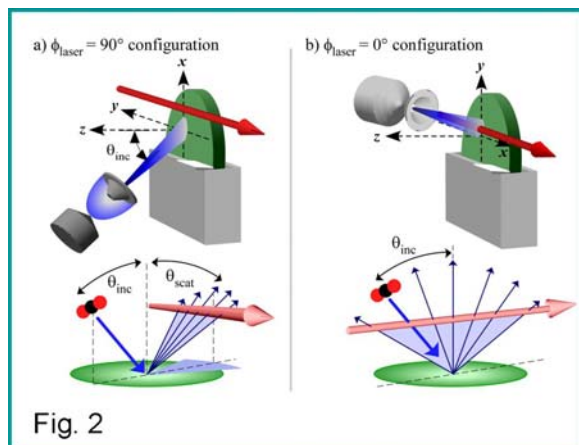 a) ϕlaser = 90° configuration
x
y
z
θinc
θinc
θscat
b) ϕlaser = 0° configuration
y
z
x
θinc
Fig. 2